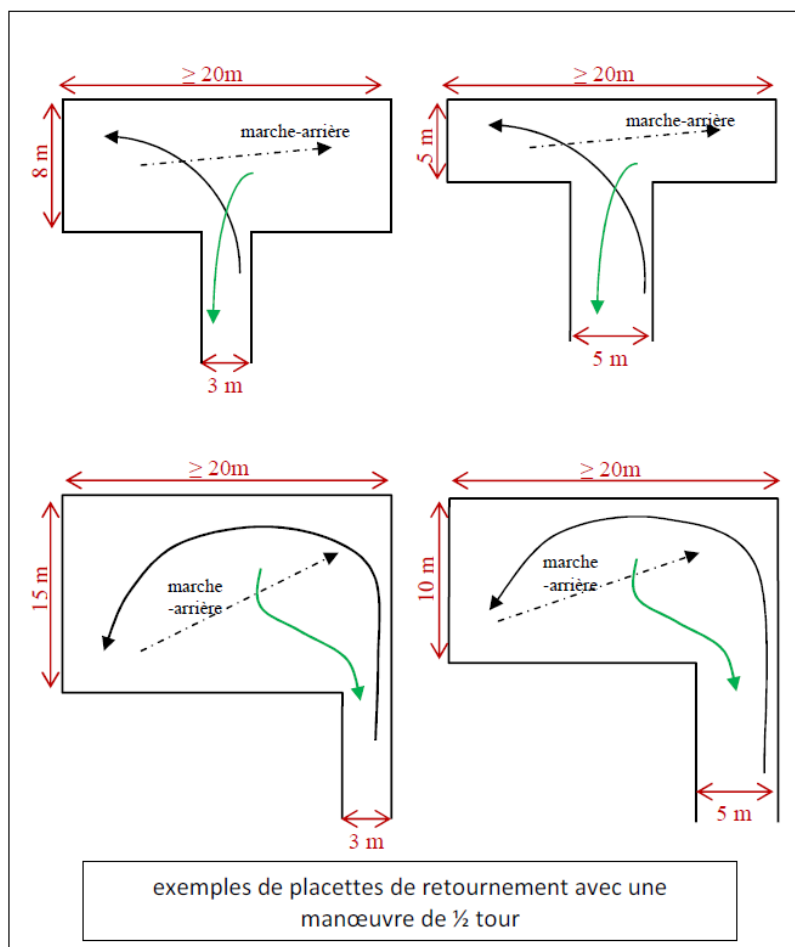 ≥ 20m
≥ 20m
marche-arrière
marche-arrière
8 m
5 m
3 m
5 m
≥ 20m
≥ 20m
marche
-arrière
marche
-arrière
15 m
10 m
3 m
5 m
exemples de placettes de retournement avec une
manœuvre de ½ tour